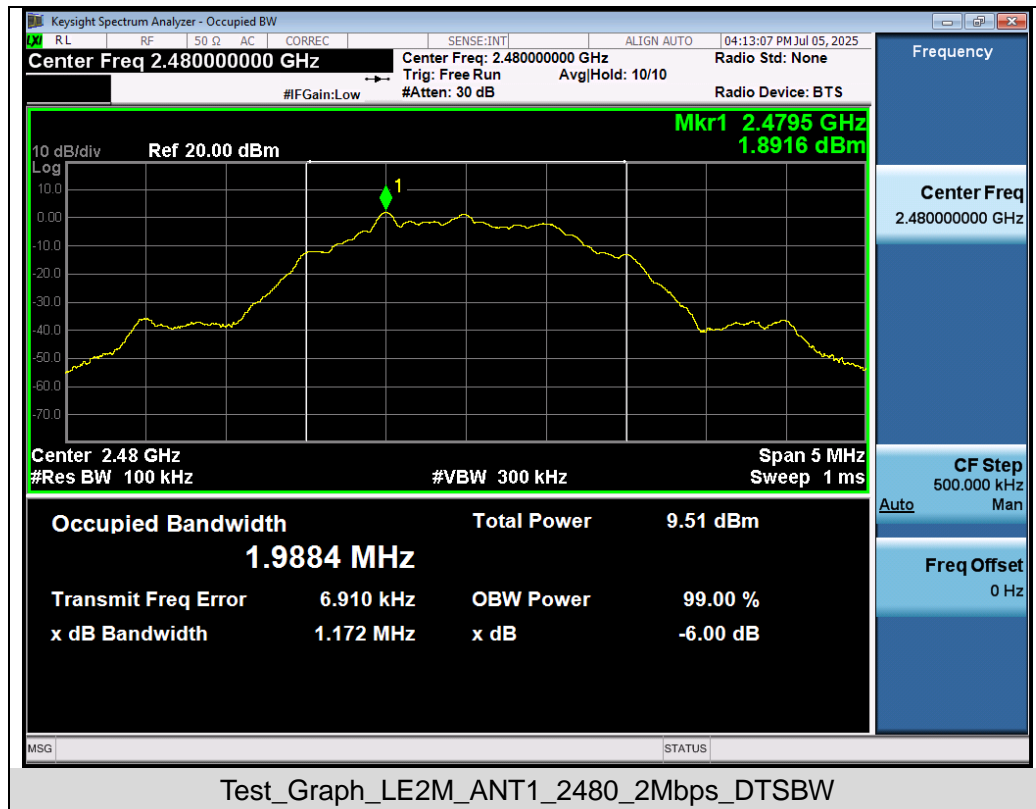 Keysight Spectrum Analyzer - Occupied BW
LXI RL RF 50 Ω AC CORREC SENSE:INT ALIGN AUTO 04:13:07 PM Jul 05, 2025
Center Freq 2.480000000 GHz
Center Freq: 2.480000000 GHz
Radio Std: None
Trig: Free Run Avg|Hold: 10/10
#IFGain:Low
#Atten: 30 dB
Radio Device: BTS
Mkr1 2.4795 GHz
1.8916 dBm
10 dB/div Ref 20.00 dBm
Log
10.0
0.00
-10.0
-20.0
-30.0
-40.0
-50.0
-60.0
-70.0
1
Center 2.48 GHz
Span 5 MHz
#Res BW 100 kHz
#VBW 300 kHz
Sweep 1 ms
Occupied Bandwidth
1.9884 MHz
Total Power 9.51 dBm
Transmit Freq Error 6.910 kHz
OBW Power 99.00 %
x dB Bandwidth 1.172 MHz
x dB -6.00 dB
Frequency
Center Freq
2.480000000 GHz
CF Step
500.000 kHz
Auto Man
Freq Offset
0 Hz
MSG
STATUS
Test_Graph_LE2M_ANT1_2480_2Mbps_DTSBW